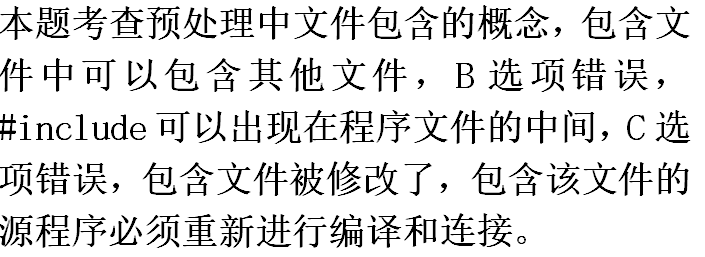 本题考查预处理中文件包含的概念，包含文
件中可以包含其他文件，B 选项错误，
#include 可以出现在程序文件的中间，C 选
项错误，包含文件被修改了，包含该文件的
源程序必须重新进行编译和连接。